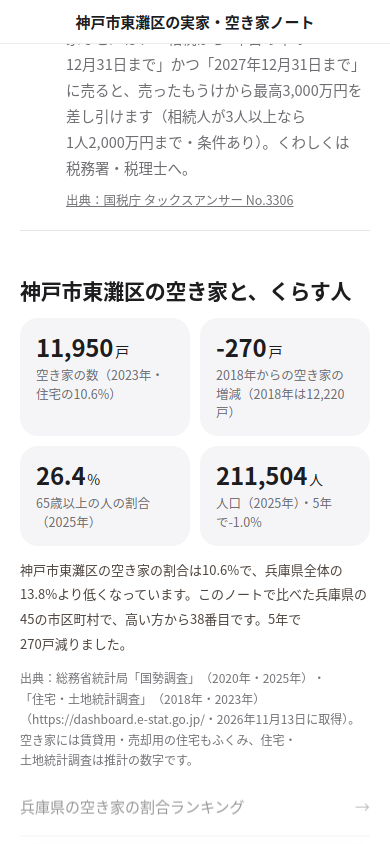 神戸市東灘区の実家・空き家ノート
12月31日まで」かつ「2027年12月31日まで」
に売ると、売ったもうけから最高3,000万円を
差し引けます（相続人が3人以上なら
1人2,000万円まで・条件あり）。くわしくは
税務署・税理士へ。
出典：国税庁 タックスアンサー No.3306
神戸市東灘区の空き家と、くらす人
11,950戸
空き家の数（2023年・
住宅の10.6%）
-270戸
2018年からの空き家の
増減（2018年は12,220
戸）
26.4%
65歳以上の人の割合
（2025年）
211,504人
人口（2025年）・5年
で-1.0%
神戸市東灘区の空き家の割合は10.6%で、兵庫県全体の
13.8%より低くなっています。このノートで比べた兵庫県の
45の市区町村で、高い方から38番目です。5年で
270戸減りました。
出典：総務省統計局「国勢調査」（2020年・2025年）・
「住宅・土地統計調査」（2018年・2023年）
（https://dashboard.e-stat.go.jp/・2026年11月13日に取得）。
空き家には賃貸用・売却用の住宅もふくみ、住宅・
土地統計調査は推計の数字です。
兵庫県の空き家の割合ランキング →